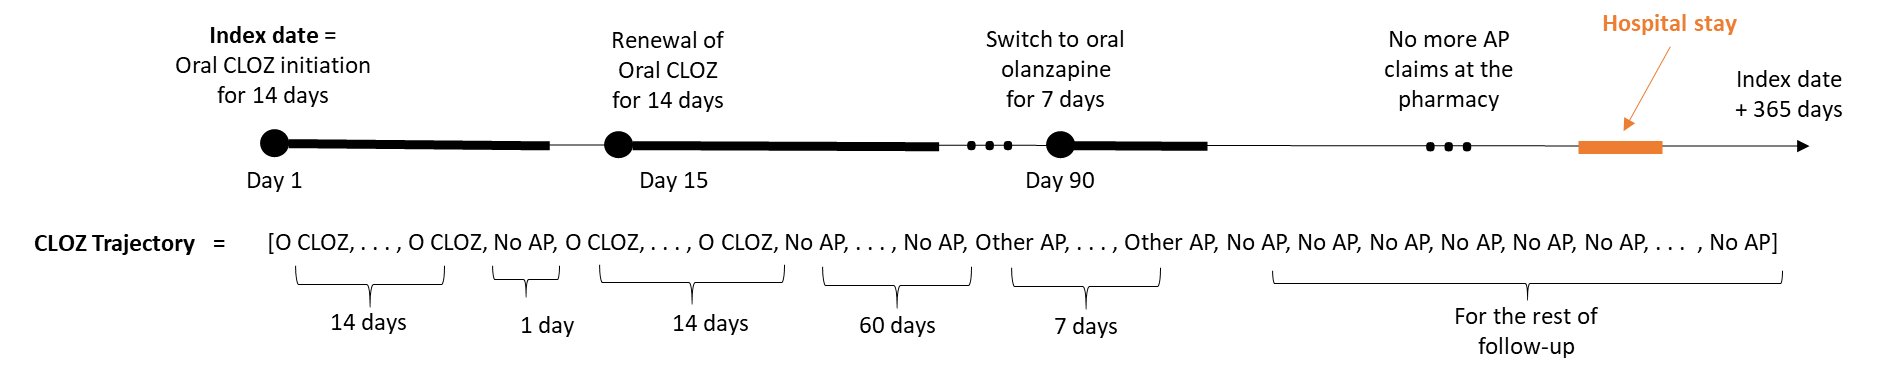 Index date =
Oral CLOZ initiation
for 14 days
Renewal of
Oral CLOZ
for 14 days
Switch to oral
olanzapine
for 7 days
No more AP
claims at the
pharmacy
Hospital stay
Index date
+ 365 days
Day 1
Day 15
Day 90
CLOZ Trajectory = [O CLOZ, . . . , O CLOZ, No AP, O CLOZ, . . . , O CLOZ, No AP, . . . , No AP, Other AP, . . . , Other AP, No AP, No AP, No AP, No AP, No AP, No AP, . . . , No AP]
14 days
1 day
14 days
60 days
7 days
For the rest of
follow-up